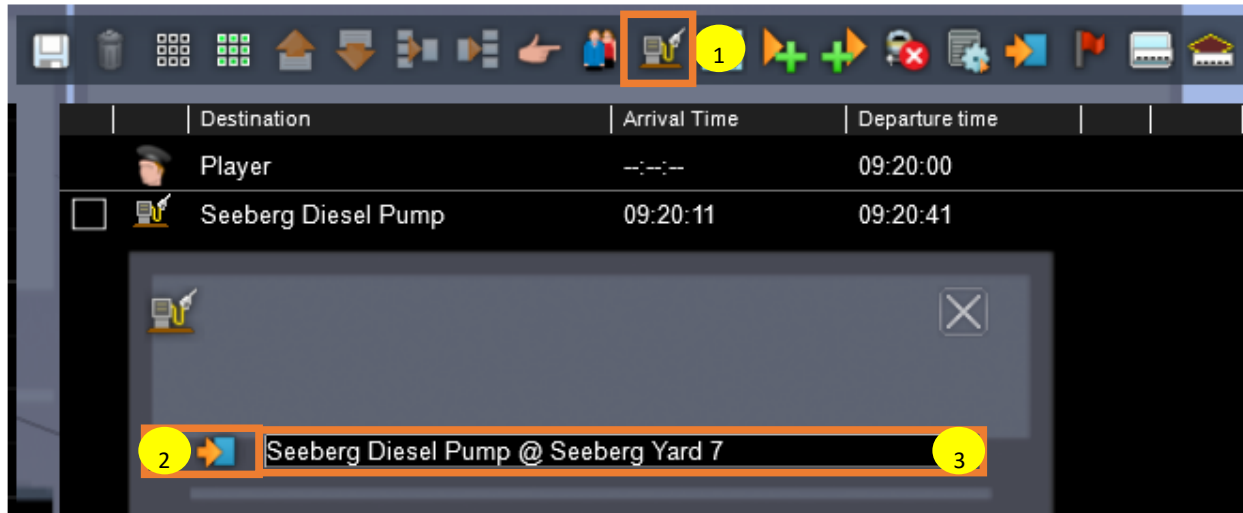 1
Destination Arrival Time Departure time
Player --:--:-- 09:20:00
Seeberg Diesel Pump 09:20:11 09:20:41
2 Seeberg Diesel Pump @ Seeberg Yard 7 3